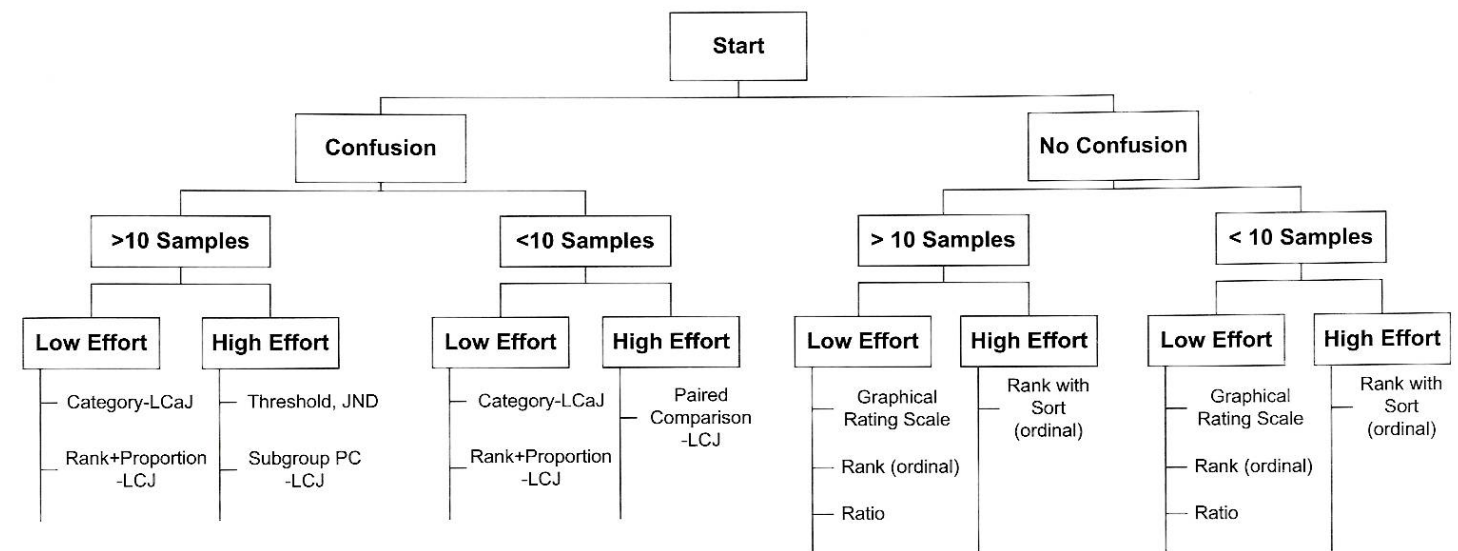 Start
Confusion
No Confusion
>10 Samples
<10 Samples
> 10 Samples
< 10 Samples
Low Effort
High Effort
Low Effort
High Effort
Low Effort
High Effort
Low Effort
High Effort
Category-LCaJ
Rank+Proportion
-LCJ
Threshold, JND
Subgroup PC
-LCJ
Category-LCaJ
Rank+Proportion
-LCJ
Paired
Comparison
-LCJ
Graphical
Rating Scale
Rank (ordinal)
Ratio
Rank with
Sort
(ordinal)
Graphical
Rating Scale
Rank (ordinal)
Ratio
Rank with
Sort
(ordinal)